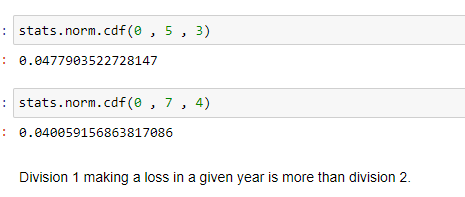 : stats.norm.cdf(0 , 5 , 3)
: 0.0477903522728147
: stats.norm.cdf(0 , 7 , 4)
: 0.040059156863817086
Division 1 making a loss in a given year is more than division 2.